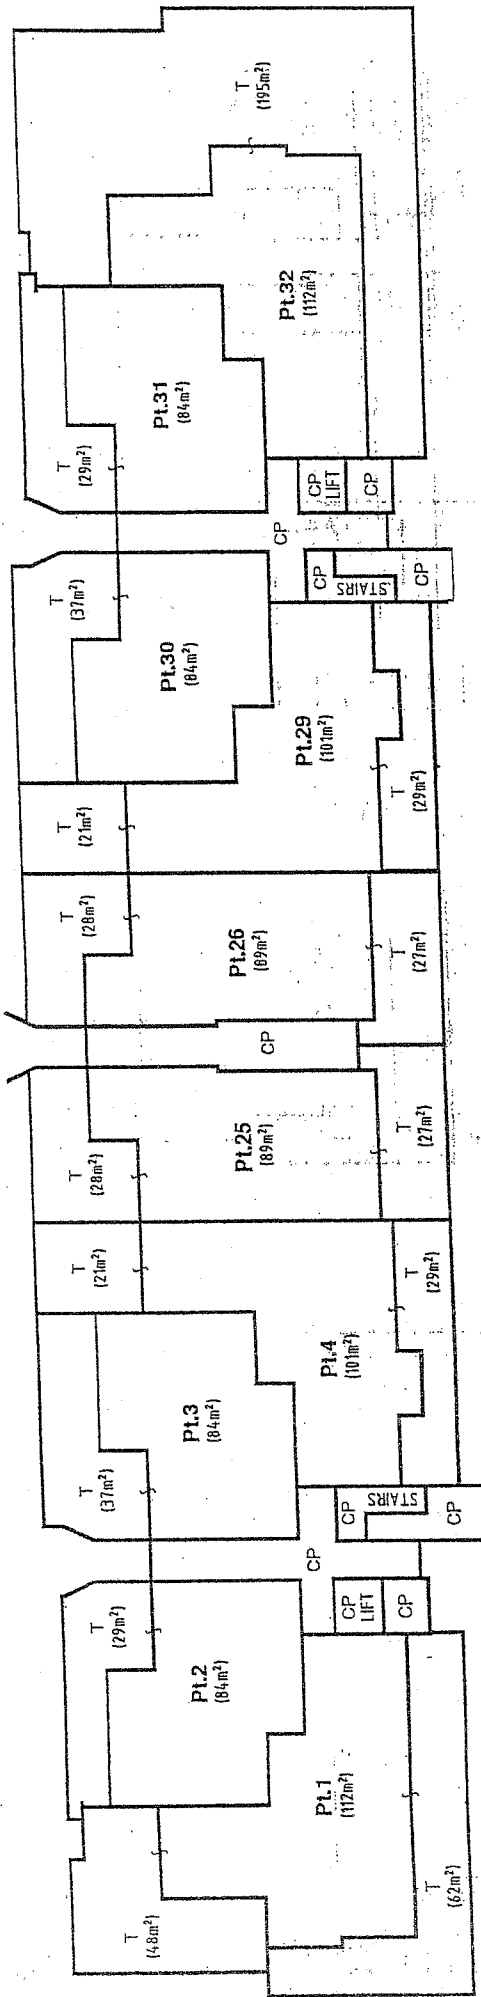 T
(195m²)
Pt.32
(112m²)
Pt.31
(84m²)
T
(29m²)
CP
LIFT
CP
CP
T
(37m²)
CP
STAIRS
CP
Pt.30
(84m²)
Pt.29
(101m²)
T
(21m²)
T
(29m²)
T
(28m²)
Pt.26
(89m²)
T
(27m²)
CP
T
(28m²)
Pt.25
(89m²)
T
(27m²)
T
(21m²)
T
(29m²)
Pt.4
(101m²)
Pt.3
(84m²)
T
(37m²)
CP
STAIRS
CP
CP
T
(29m²)
CP
LIFT
CP
Pt.2
(84m²)
Pt.1
(112m²)
T
(48m²)
T
(62m²)